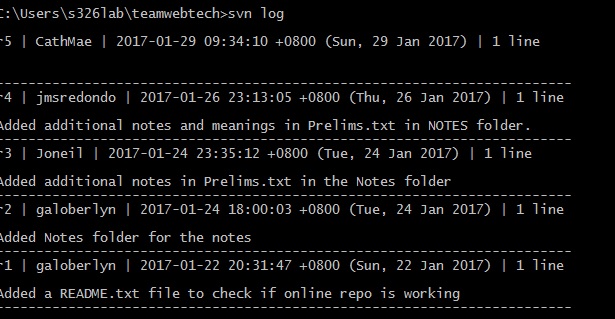 C:\Users\s326lab\teamwebtech>svn log
r5 | CathMae | 2017-01-29 09:34:10 +0800 (Sun, 29 Jan 2017) | 1 line
------------------------------------------------------------------------
r4 | jmsredondo | 2017-01-26 23:13:05 +0800 (Thu, 26 Jan 2017) | 1 line
Added additional notes and meanings in Prelims.txt in NOTES folder.
------------------------------------------------------------------------
r3 | Joneil | 2017-01-24 23:35:12 +0800 (Tue, 24 Jan 2017) | 1 line
Added additional notes in Prelims.txt in the Notes folder
------------------------------------------------------------------------
r2 | galoberlyn | 2017-01-24 18:00:03 +0800 (Tue, 24 Jan 2017) | 1 line
Added Notes folder for the notes
------------------------------------------------------------------------
r1 | galoberlyn | 2017-01-22 20:31:47 +0800 (Sun, 22 Jan 2017) | 1 line
Added a README.txt file to check if online repo is working
------------------------------------------------------------------------